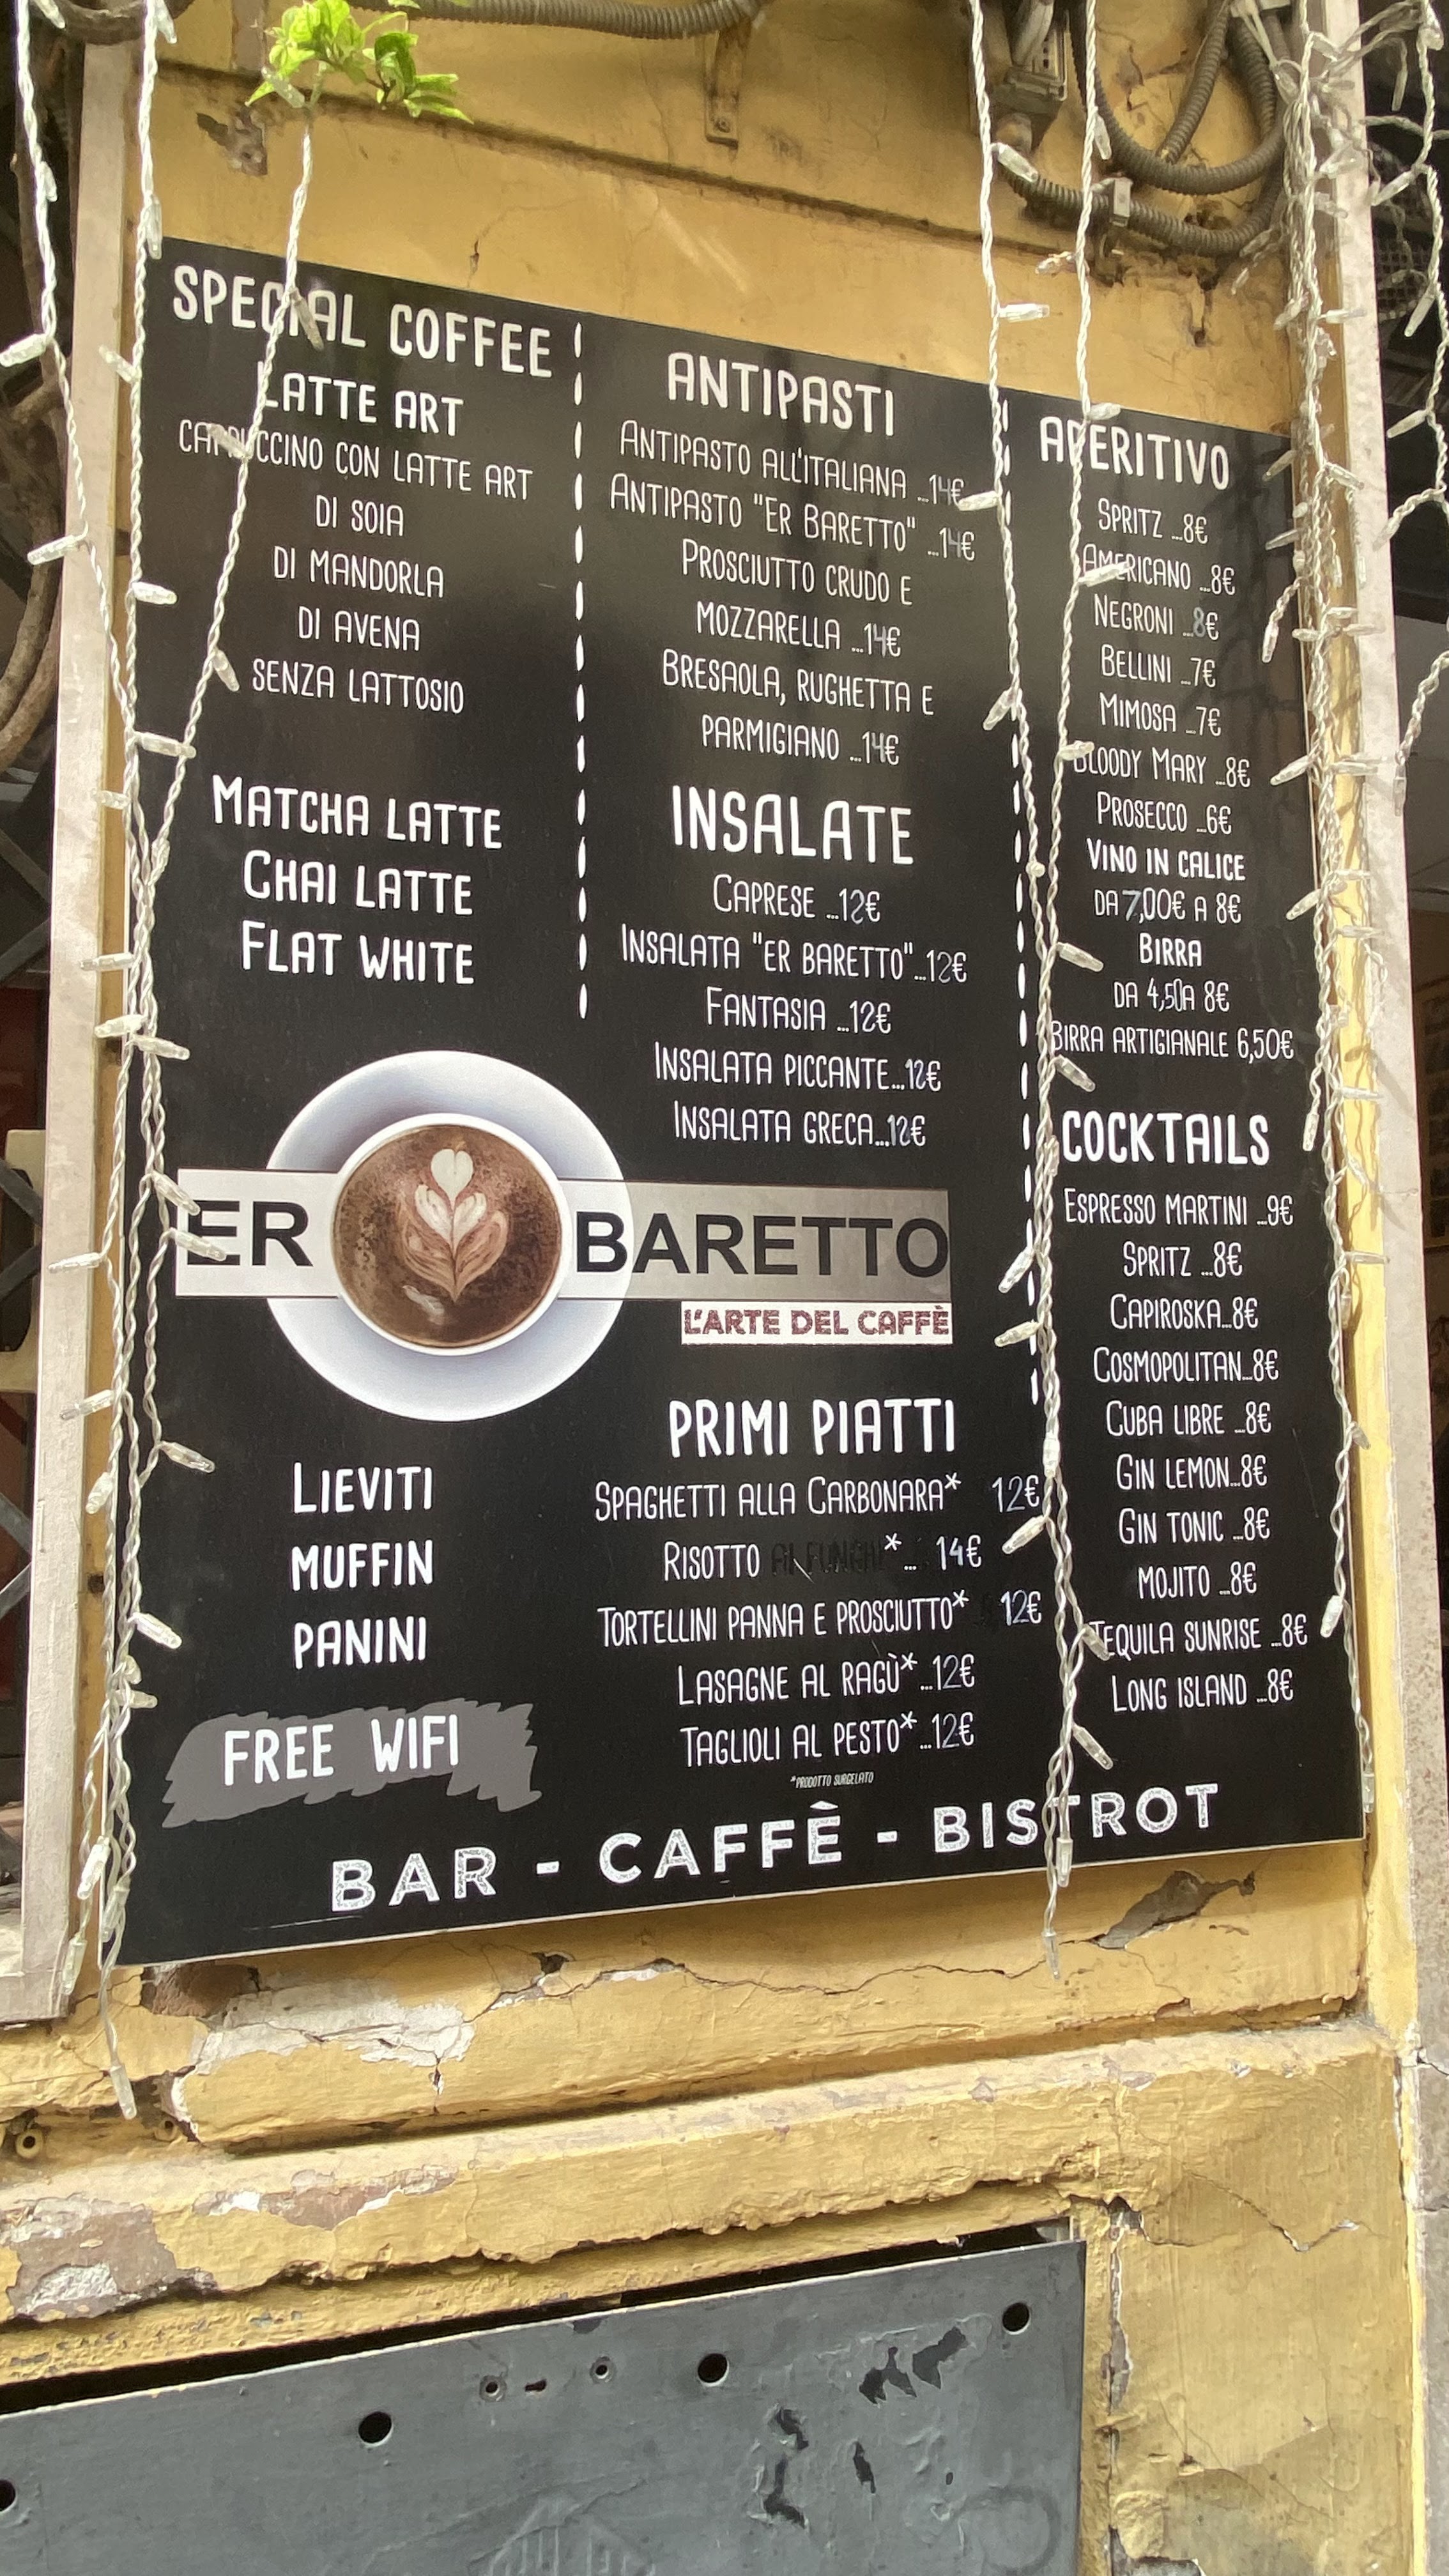 SPECIAL COFFEE
LATTE ART
CAPPUCCINO CON LATTE ART
DI SOIA
DI MANDORLA
DI AVENA
SENZA LATTOSIO
MATCHA LATTE
CHAI LATTE
FLAT WHITE
ANTIPASTI
ANTIPASTO ALL'ITALIANA ...14€
ANTIPASTO "ER BARETTO" ...14€
PROSCIUTTO CRUDO E
MOZZARELLA ...14€
BRESAOLA, RUGHETTA E
PARMIGIANO ...14€
INSALATE
CAPRESE ...12€
INSALATA "ER BARETTO"...12€
FANTASIA ...12€
INSALATA PICCANTE...12€
INSALATA GRECA...12€
APERITIVO
SPRITZ ...8€
AMERICANO ...8€
NEGRONI ...8€
BELLINI ...7€
MIMOSA ...7€
BLOODY MARY ...8€
PROSECCO ...6€
VINO IN CALICE
DA 7,00€ A 8€
BIRRA
DA 4,50A 8€
BIRRA ARTIGIANALE 6,50€
COCKTAILS
ESPRESSO MARTINI ...9€
SPRITZ ...8€
CAPIROSKA...8€
COSMOPOLITAN...8€
CUBA LIBRE ...8€
GIN LEMON...8€
GIN TONIC ...8€
MOJITO ...8€
TEQUILA SUNRISE ...8€
LONG ISLAND ...8€
ER BARETTO
L'ARTE DEL CAFFÈ
LIEVITI
MUFFIN
PANINI
FREE WIFI
PRIMI PIATTI
SPAGHETTI ALLA CARBONARA* 12€
RISOTTO AI FUNGHI *... 14€
TORTELLINI PANNA E PROSCIUTTO* 12€
LASAGNE AL RAGÙ* ...12€
TAGLIOLI AL PESTO* ...12€
*PRODOTTO SURGELATO
BAR - CAFFÈ - BISTROT